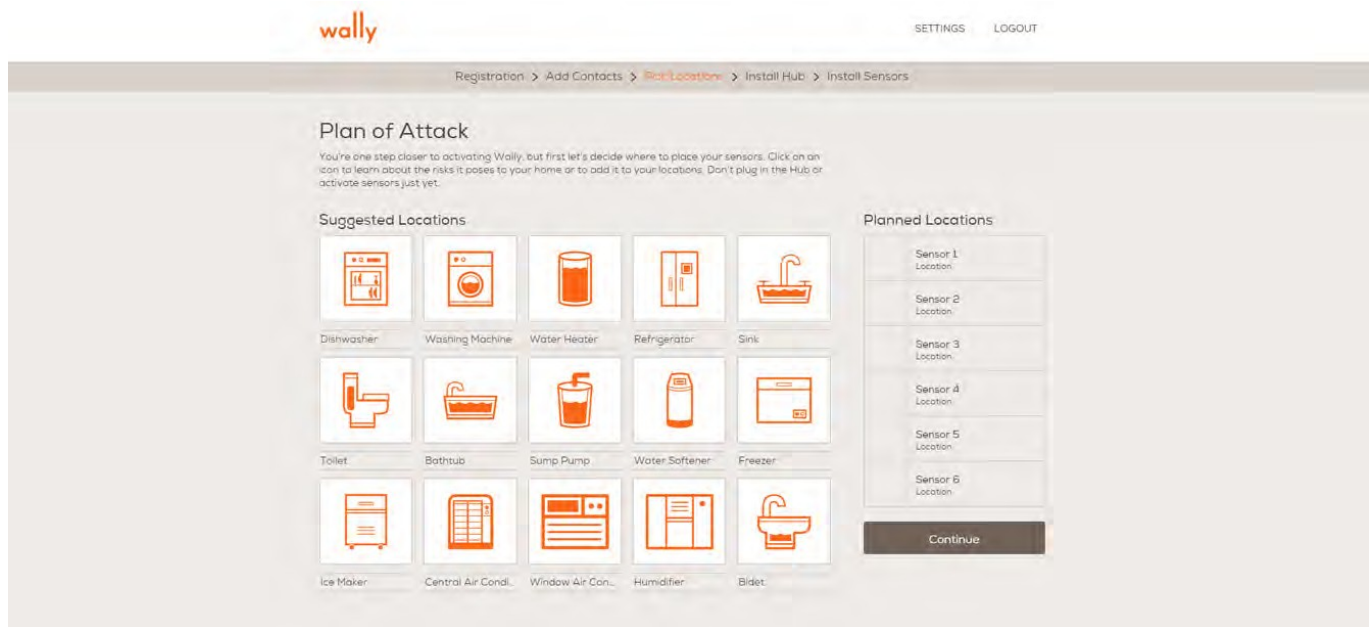 wally
SETTINGS LOGOUT
Registration > Add Contacts > Plot Locations > Install Hub > Install Sensors
Plan of Attack
You're one step closer to activating Wally, but first let's decide where to place your sensors. Click on an
icon to learn about the risks it poses to your home or to add it to your locations. Don't plug in the Hub or
activate sensors just yet.
Suggested Locations
Dishwasher Washing Machine Water Heater Refrigerator Sink
Toilet Bathtub Sump Pump Water Softener Freezer
Ice Maker Central Air Condi... Window Air Con... Humidifier Bidet
Planned Locations
Sensor 1
Location
Sensor 2
Location
Sensor 3
Location
Sensor 4
Location
Sensor 5
Location
Sensor 6
Location
Continue